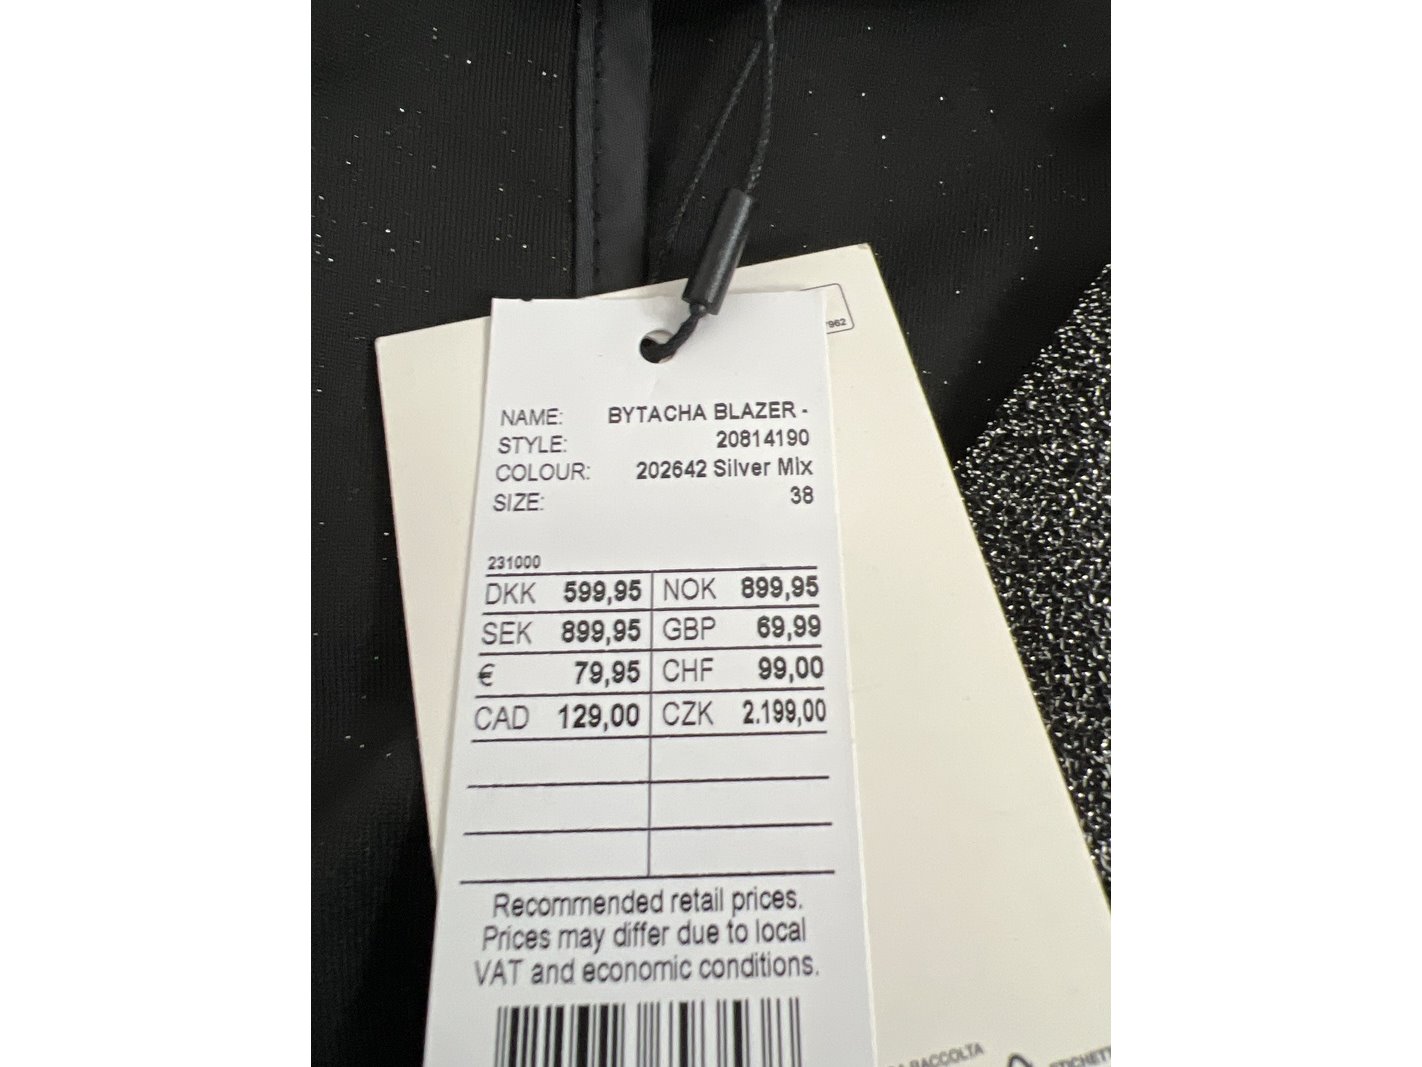 7962
NAME: BYTACHA BLAZER -
STYLE: 20814190
COLOUR: 202642 Silver Mix
SIZE: 38
231000
DKK 599,95 NOK 899,95
SEK 899,95 GBP 69,99
€ 79,95 CHF 99,00
CAD 129,00 CZK 2.199,00
Recommended retail prices.
Prices may differ due to local
VAT and economic conditions.
RACCOLTA